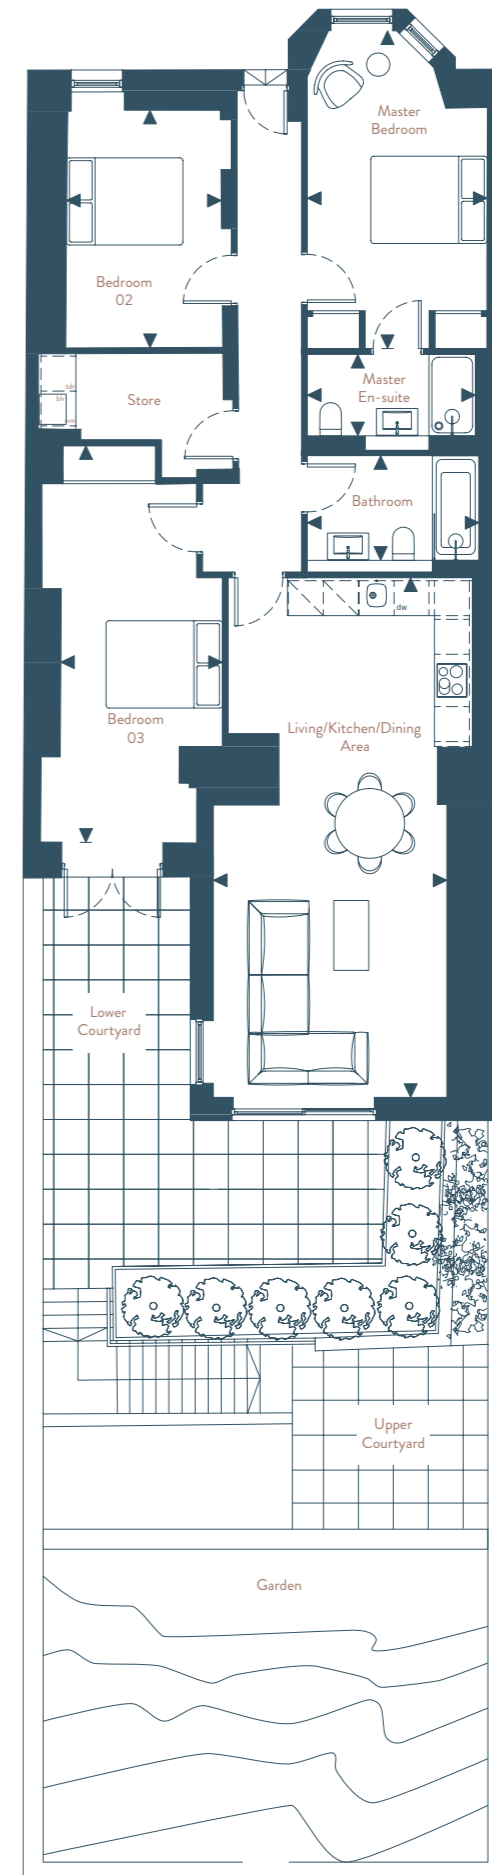 Master
Bedroom
Bedroom
02
Master
En-suite
Store
blr
Bathroom
dw
Bedroom
03
Living/Kitchen/Dining
Area
Lower
Courtyard
Upper
Courtyard
Garden